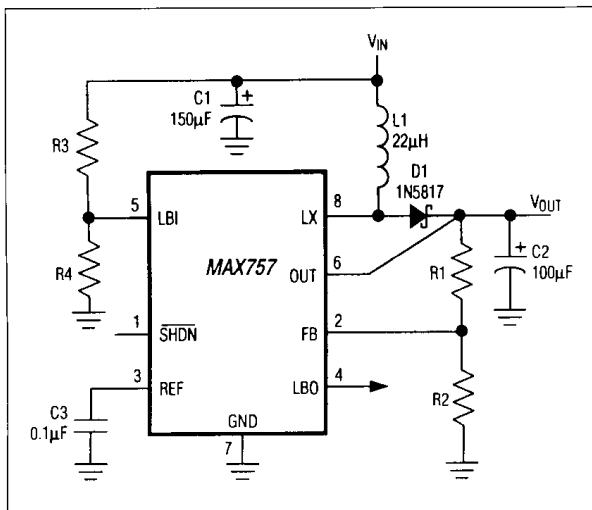 VIN
C1
150µF
+
R3
L1
22µH
D1
1N5817
5
LBI
LX
8
VOUT
R4
MAX757
OUT
6
R1
+
C2
100µF
1
SHDN
FB
2
3
REF
LBO
4
R2
C3
0.1µF
GND
7